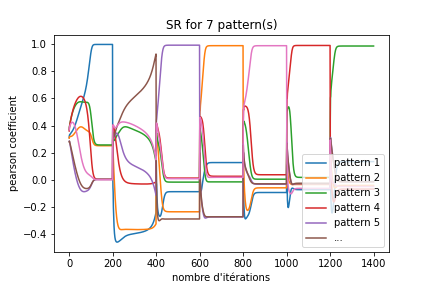 SR for 7 pattern(s)
pearson coefficient
1.0
0.8
0.6
0.4
0.2
0.0
−0.2
−0.4
pattern 1
pattern 2
pattern 3
pattern 4
pattern 5
...
0 200 400 600 800 1000 1200 1400
nombre d'itérations